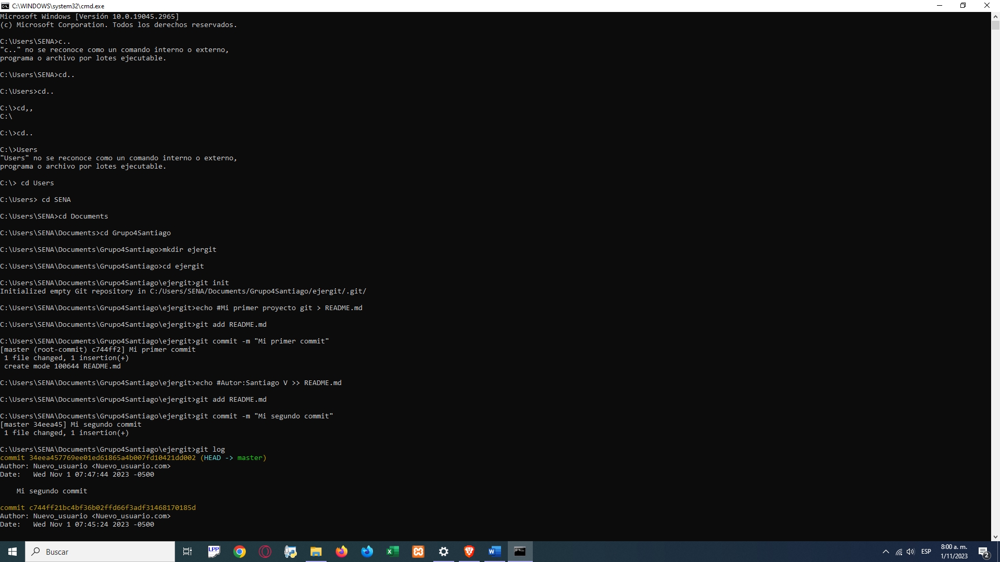 C:\WINDOWS\system32\cmd.exe
Microsoft Windows [Versión 10.0.19045.2965]
(c) Microsoft Corporation. Todos los derechos reservados.
C:\Users\SENA>c..
"c.." no se reconoce como un comando interno o externo,
programa o archivo por lotes ejecutable.
C:\Users\SENA>cd..
C:\Users>cd..
C:\>cd,,
C:\
C:\>cd..
C:\>Users
"Users" no se reconoce como un comando interno o externo,
programa o archivo por lotes ejecutable.
C:\> cd Users
C:\Users> cd SENA
C:\Users\SENA>cd Documents
C:\Users\SENA\Documents>cd Grupo4Santiago
C:\Users\SENA\Documents\Grupo4Santiago>mkdir ejergit
C:\Users\SENA\Documents\Grupo4Santiago>cd ejergit
C:\Users\SENA\Documents\Grupo4Santiago\ejergit>git init
Initialized empty Git repository in C:/Users/SENA/Documents/Grupo4Santiago/ejergit/.git/
C:\Users\SENA\Documents\Grupo4Santiago\ejergit>echo #Mi primer proyecto git > README.md
C:\Users\SENA\Documents\Grupo4Santiago\ejergit>git add README.md
C:\Users\SENA\Documents\Grupo4Santiago\ejergit>git commit -m "Mi primer commit"
[master (root-commit) c744ff2] Mi primer commit
1 file changed, 1 insertion(+)
create mode 100644 README.md
C:\Users\SENA\Documents\Grupo4Santiago\ejergit>echo #Autor:Santiago V >> README.md
C:\Users\SENA\Documents\Grupo4Santiago\ejergit>git add README.md
C:\Users\SENA\Documents\Grupo4Santiago\ejergit>git commit -m "Mi segundo commit"
[master 34eea45] Mi segundo commit
1 file changed, 1 insertion(+)
C:\Users\SENA\Documents\Grupo4Santiago\ejergit>git log
commit 34eea457769ee01ed61865a4b007fd10421dd002 (HEAD -> master)
Author: Nuevo_usuario <Nuevo_usuario.com>
Date:   Wed Nov 1 07:47:44 2023 -0500
Mi segundo commit
commit c744ff21bc4bf36b02ffd66f3adf31468170185d
Author: Nuevo_usuario <Nuevo_usuario.com>
Date:   Wed Nov 1 07:45:24 2023 -0500
Buscar
LPP
ESP
8:00 a. m.
1/11/2023
2